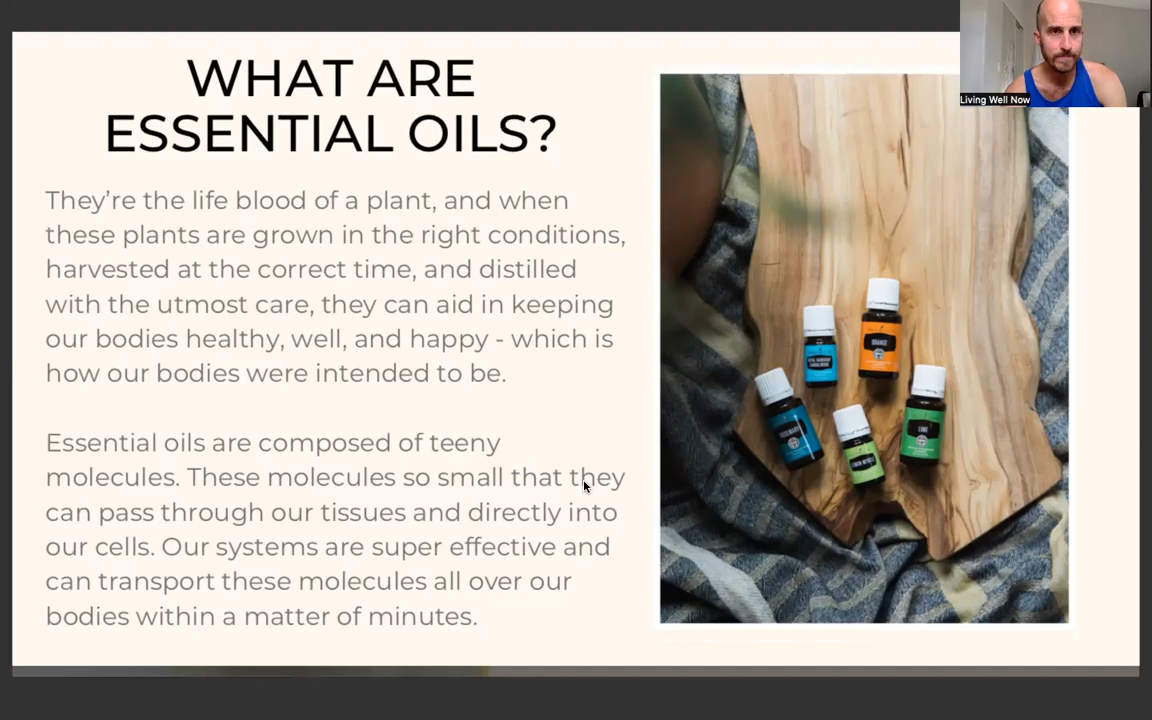 WHAT ARE
ESSENTIAL OILS?
They’re the life blood of a plant, and when
these plants are grown in the right conditions,
harvested at the correct time, and distilled
with the utmost care, they can aid in keeping
our bodies healthy, well, and happy - which is
how our bodies were intended to be.
Essential oils are composed of teeny
molecules. These molecules so small that they
can pass through our tissues and directly into
our cells. Our systems are super effective and
can transport these molecules all over our
bodies within a matter of minutes.
Living Well Now
ORANGE
ROSEMARY
LIME